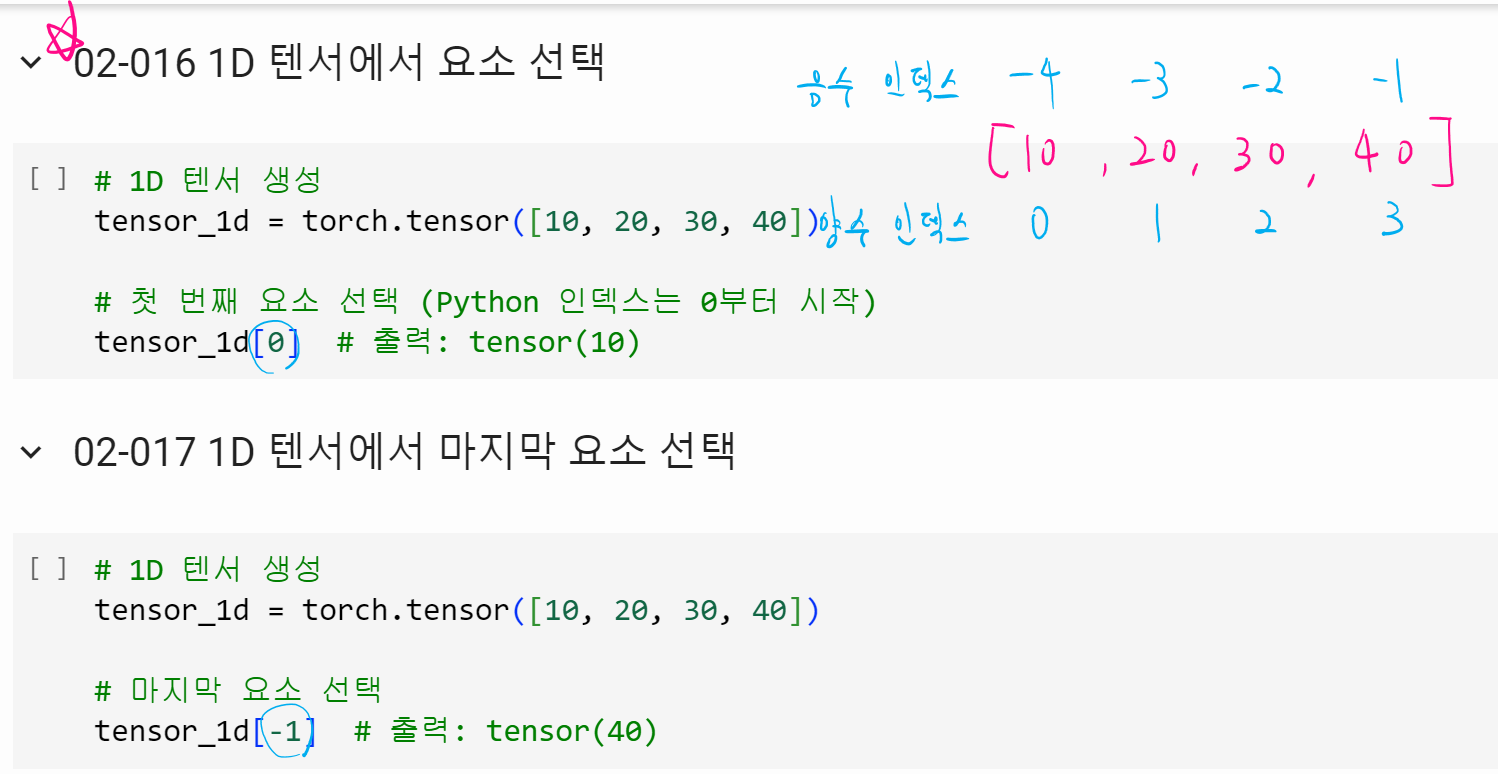 02-016 1D 텐서에서 요소 선택
음수 인덱스 -4 -3 -2 -1
[10, 20, 30, 40]
[ ] # 1D 텐서 생성
tensor_1d = torch.tensor([10, 20, 30, 40])
양수 인덱스 0 1 2 3
# 첫 번째 요소 선택 (Python 인덱스는 0부터 시작)
tensor_1d[0] # 출력: tensor(10)
02-017 1D 텐서에서 마지막 요소 선택
[ ] # 1D 텐서 생성
tensor_1d = torch.tensor([10, 20, 30, 40])
# 마지막 요소 선택
tensor_1d[-1] # 출력: tensor(40)